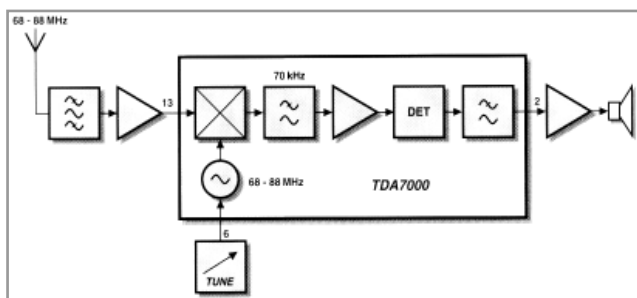 68 - 88 MHz
70 kHz
13
DET
2
68 - 88 MHz
TDA7000
6
TUNE